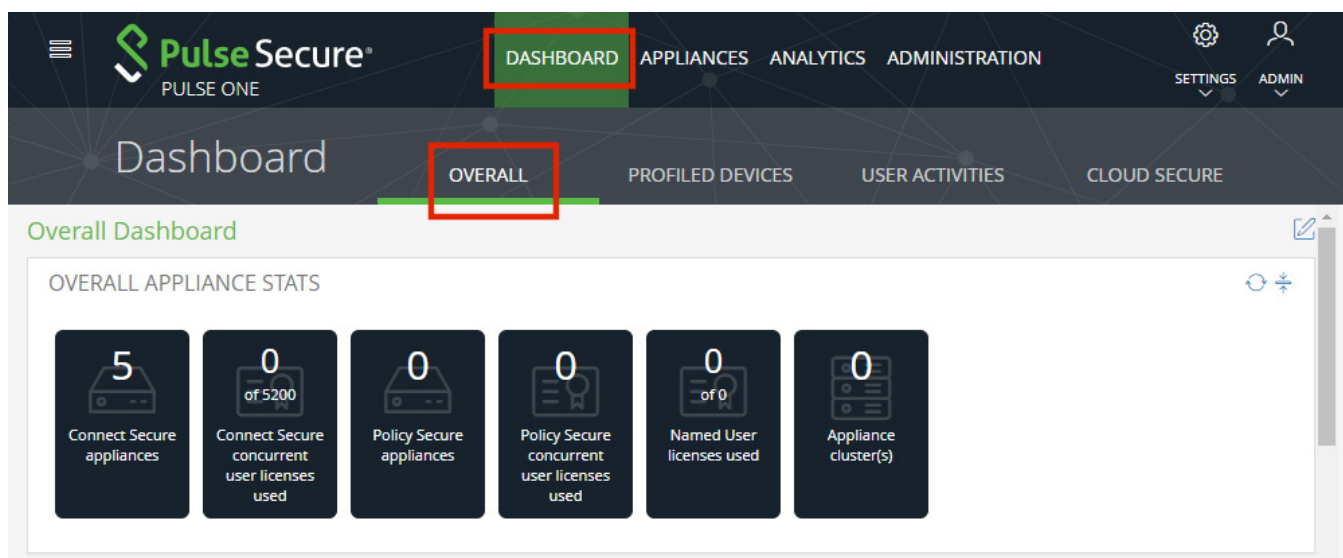 Pulse Secure®
PULSE ONE
DASHBOARD APPLIANCES ANALYTICS ADMINISTRATION
SETTINGS ADMIN
Dashboard
OVERALL PROFILED DEVICES USER ACTIVITIES CLOUD SECURE
Overall Dashboard
OVERALL APPLIANCE STATS
5
Connect Secure
appliances
0
of 5200
Connect Secure
concurrent
user licenses
used
0
Policy Secure
appliances
0
Policy Secure
concurrent
user licenses
used
0
of 0
Named User
licenses used
0
Appliance
cluster(s)